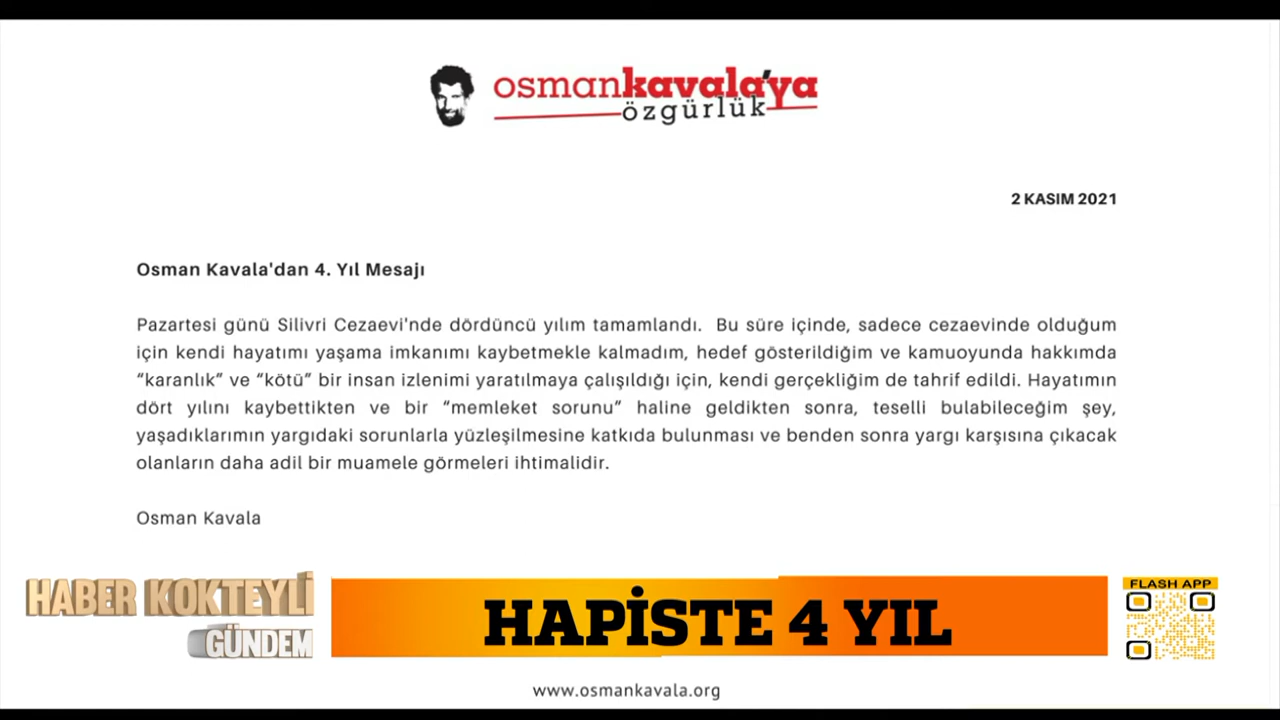 osmankavala'ya
özgürlük
2 KASIM 2021
Osman Kavala'dan 4. Yıl Mesajı
Pazartesi günü Silivri Cezaevi'nde dördüncü yılım tamamlandı. Bu süre içinde, sadece cezaevinde olduğum
için kendi hayatımı yaşama imkanımı kaybetmekle kalmadım, hedef gösterildiğim ve kamuoyunda hakkımda
“karanlık” ve “kötü” bir insan izlenimi yaratılmaya çalışıldığı için, kendi gerçekliğim de tahrif edildi. Hayatımın
dört yılını kaybettikten ve bir “memleket sorunu” haline geldikten sonra, teselli bulabileceğim şey,
yaşadıklarımın yargıdaki sorunlarla yüzleşilmesine katkıda bulunması ve benden sonra yargı karşısına çıkacak
olanların daha adil bir muamele görmeleri ihtimalidir.
Osman Kavala
HABER KOKTEYLİ
GÜNDEM
HAPİSTE 4 YIL
FLASH APP
www.osmankavala.org